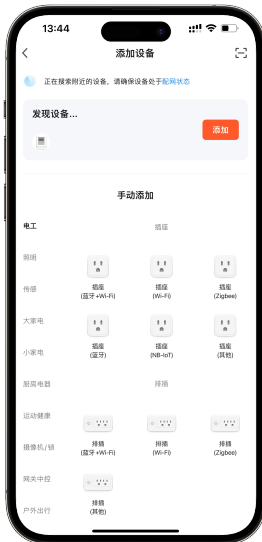 13:44
添加设备
正在搜索附近的设备，请确保设备处于配网状态
发现设备...
添加
手动添加
电工
插座
照明
传感
插座
(蓝牙+Wi-Fi)
插座
(Wi-Fi)
插座
(Zigbee)
大家电
小家电
插座
(蓝牙)
插座
(NB-IoT)
插座
(其他)
厨房电器
排插
运动健康
摄像机/锁
排插
(蓝牙+Wi-Fi)
排插
(Wi-Fi)
排插
(Zigbee)
网关中控
户外出行
排插
(其他)